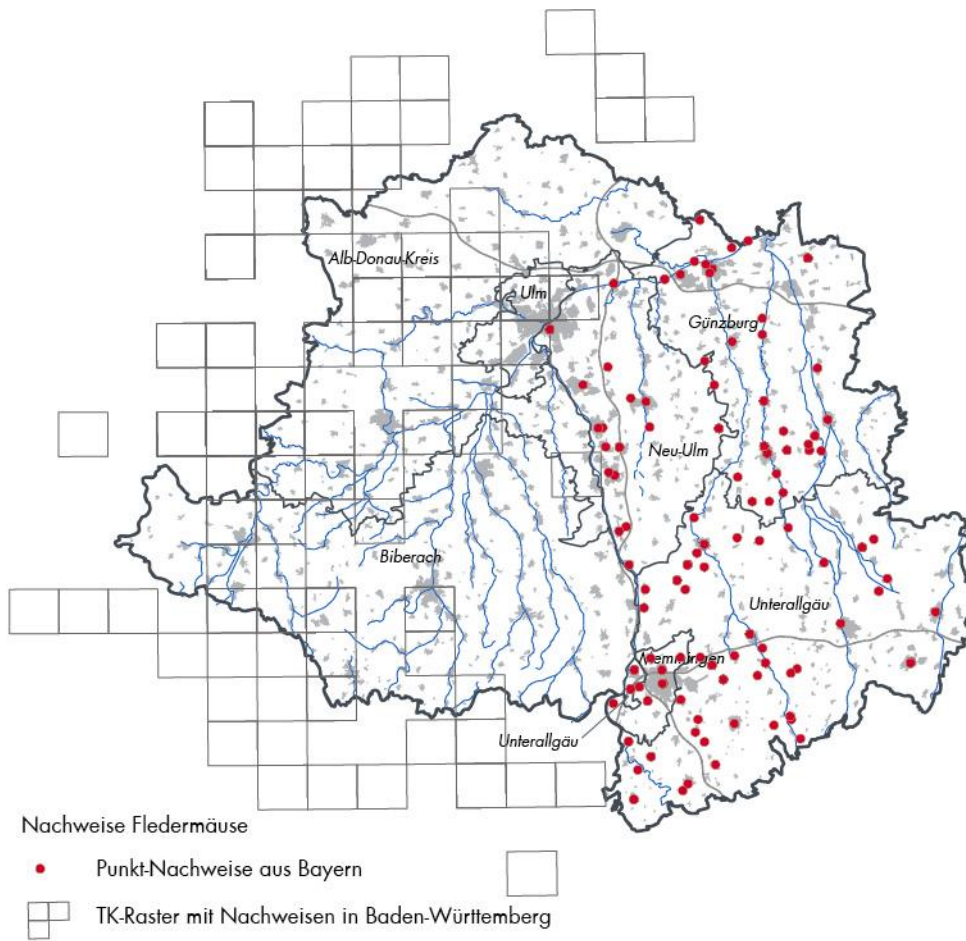 Alb-Donau-Kreis
Ulm
Günzburg
Neu-Ulm
Biberach
Unterallgäu
Memmingen
Unterallgäu
Nachweise Fledermäuse
Punkt-Nachweise aus Bayern
TK-Raster mit Nachweisen in Baden-Württemberg